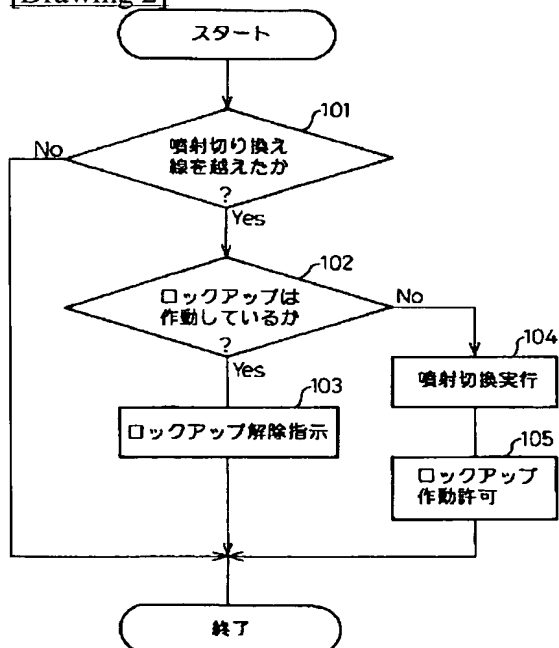 [Drawing 2]
スタート
101
噴射切り換え
線を越えたか
?
No
Yes
102
ロックアップは
作動しているか
?
No
Yes
103
ロックアップ解除指示
104
噴射切換実行
105
ロックアップ
作動許可
終了